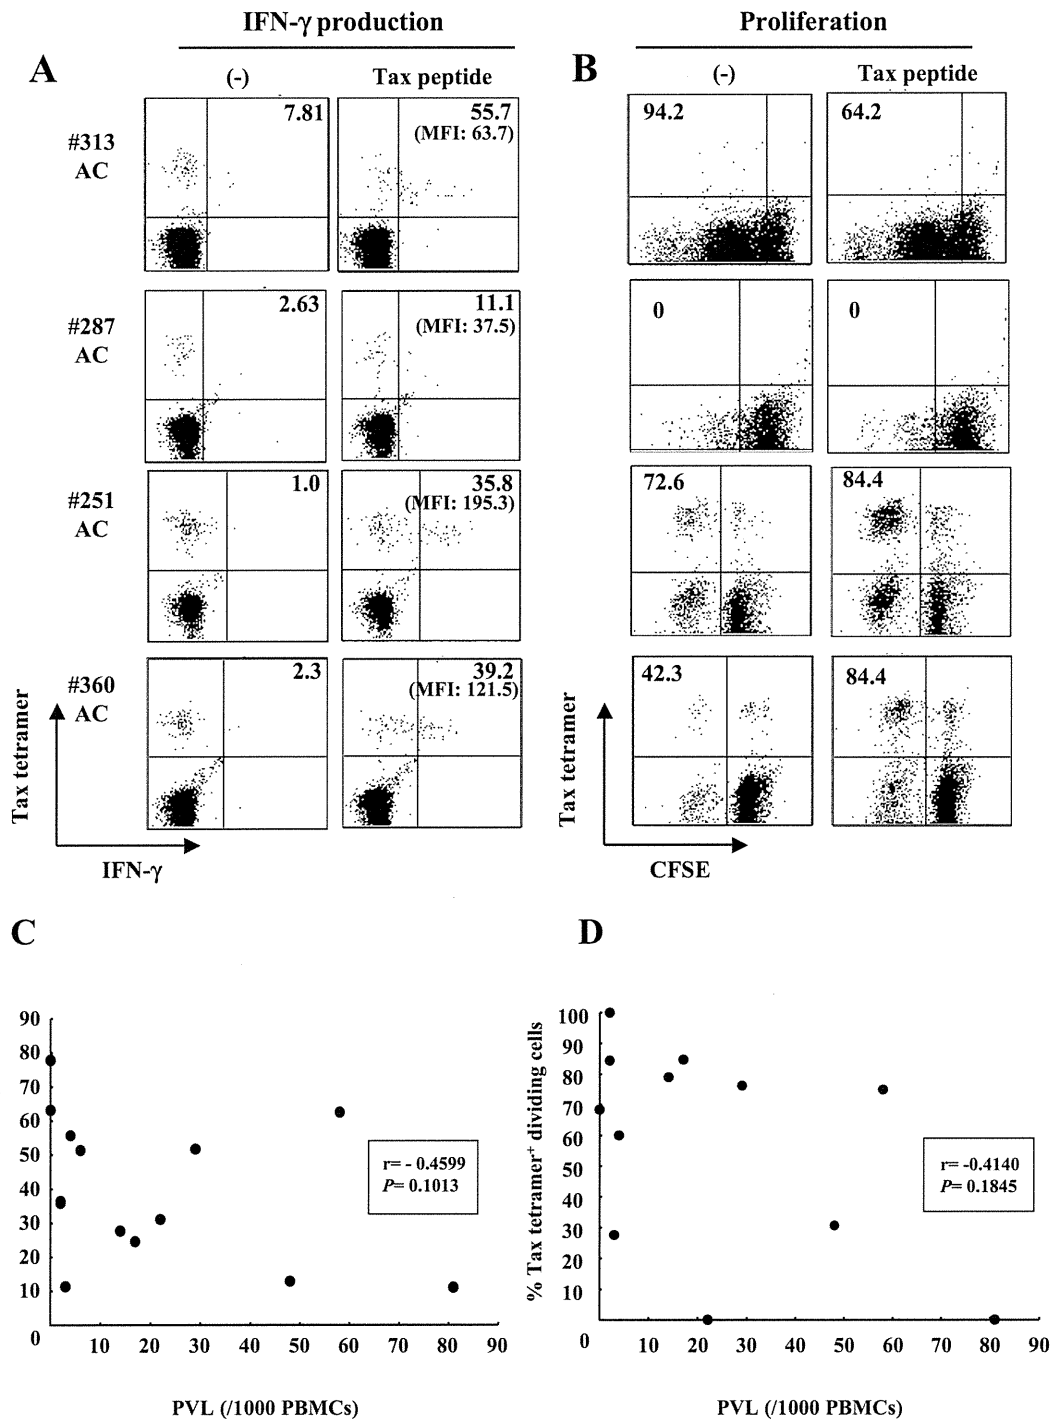 IFN-γ production
A
(-)
Tax peptide
#313
AC
7.81
55.7
(MFI: 63.7)
#287
AC
2.63
11.1
(MFI: 37.5)
#251
AC
1.0
35.8
(MFI: 195.3)
#360
AC
2.3
39.2
(MFI: 121.5)
Tax tetramer
IFN-γ
Proliferation
B
(-)
Tax peptide
94.2
64.2
0
0
72.6
84.4
42.3
84.4
Tax tetramer
CFSE
C
90
80
70
60
50
40
30
20
10
0
r= - 0.4599
P= 0.1013
10 20 30 40 50 60 70 80 90
PVL (/1000 PBMCs)
D
% Tax tetramer⁺ dividing cells
100
90
80
70
60
50
40
30
20
10
0
r= -0.4140
P= 0.1845
10 20 30 40 50 60 70 80 90
PVL (/1000 PBMCs)